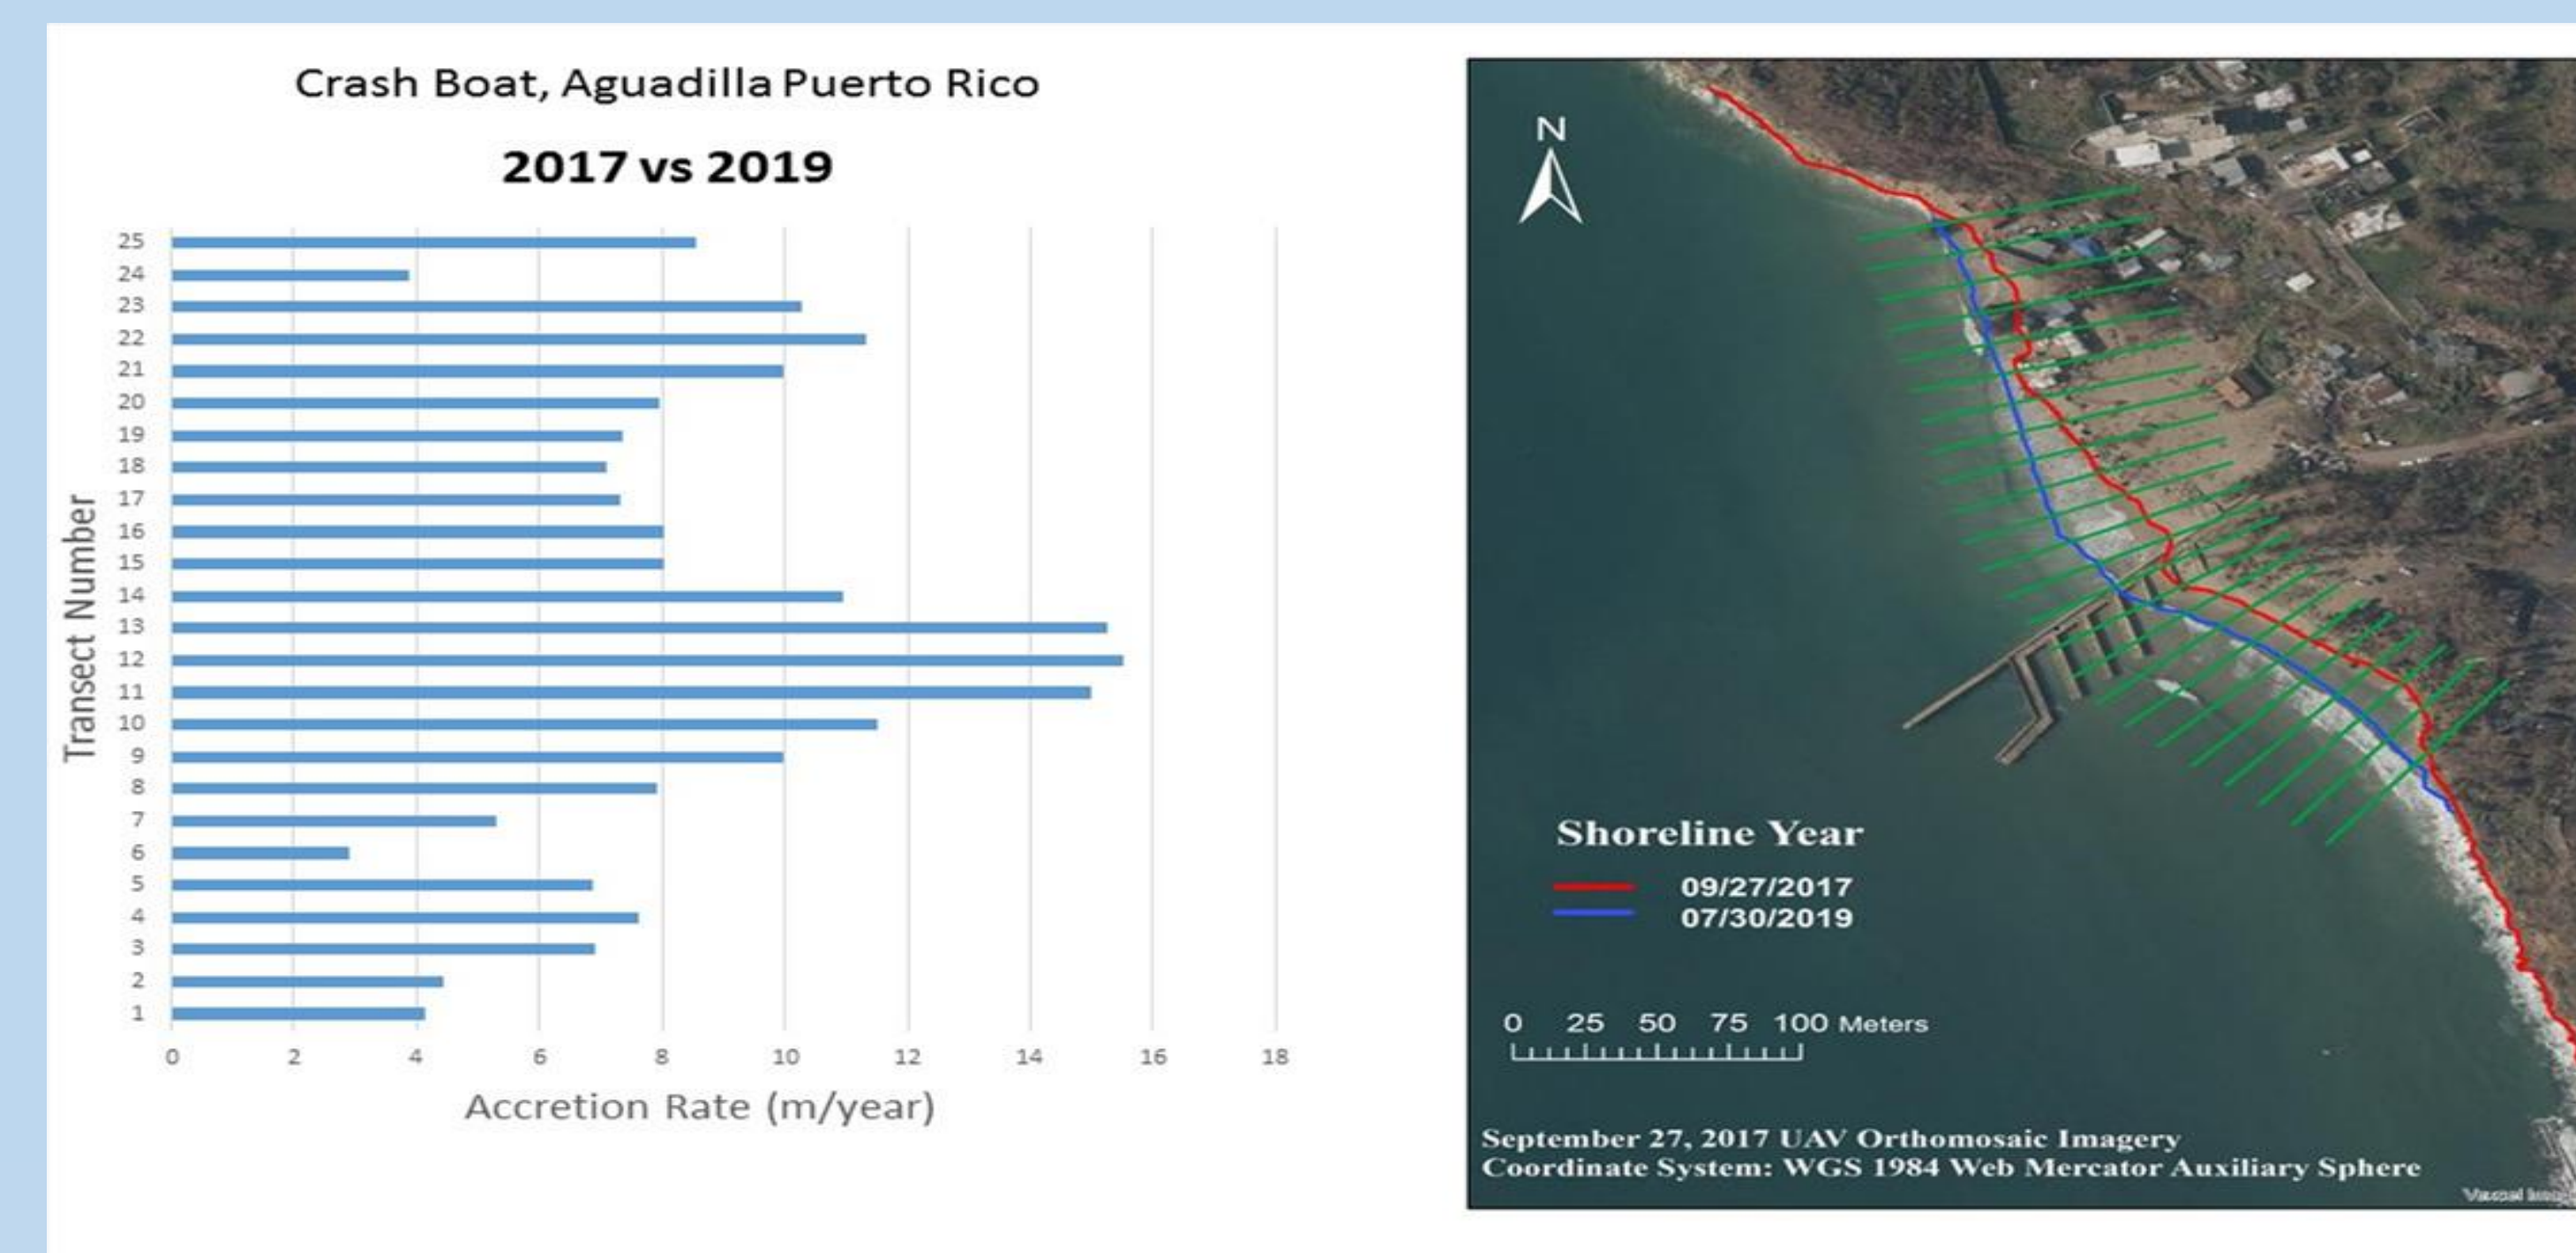 Crash Boat, Aguadilla Puerto Rico
2017 vs 2019
Transect Number
25
24
23
22
21
20
19
18
17
16
15
14
13
12
11
10
9
8
7
6
5
4
3
2
1
0 2 4 6 8 10 12 14 16 18
Accretion Rate (m/year)
N
Shoreline Year
09/27/2017
07/30/2019
0 25 50 75 100 Meters
September 27, 2017 UAV Orthomosaic Imagery
Coordinate System: WGS 1984 Web Mercator Auxiliary Sphere